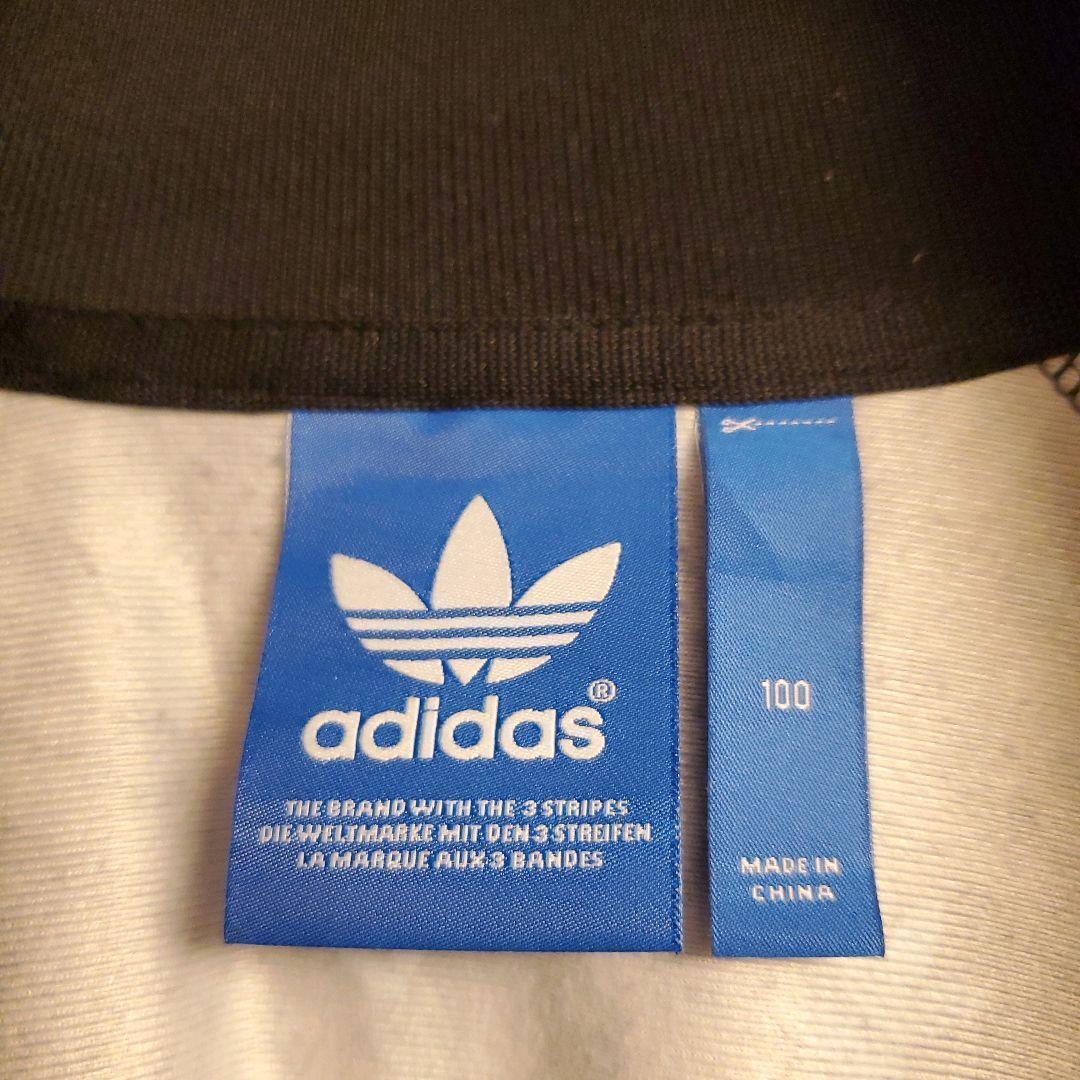 adidas®
THE BRAND WITH THE 3 STRIPES
DIE WELTMARKE MIT DEN 3 STREIFEN
LA MARQUE AUX 3 BANDES
100
MADE IN
CHINA